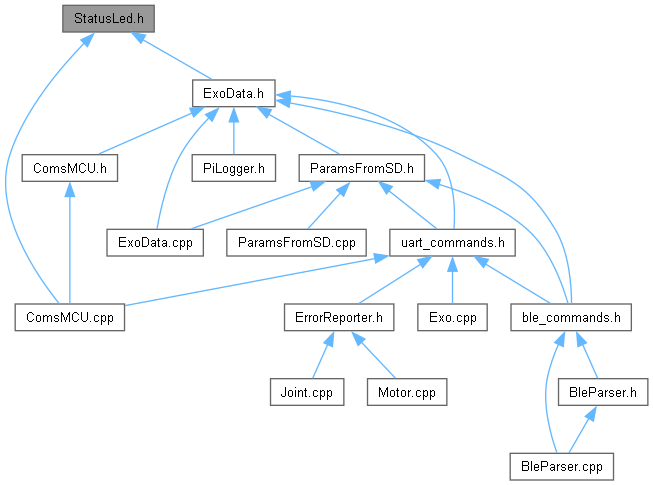 StatusLed.h
ExoData.h
ComsMCU.h
PiLogger.h
ParamsFromSD.h
ExoData.cpp
ParamsFromSD.cpp
uart_commands.h
ComsMCU.cpp
ErrorReporter.h
Exo.cpp
ble_commands.h
Joint.cpp
Motor.cpp
BleParser.h
BleParser.cpp